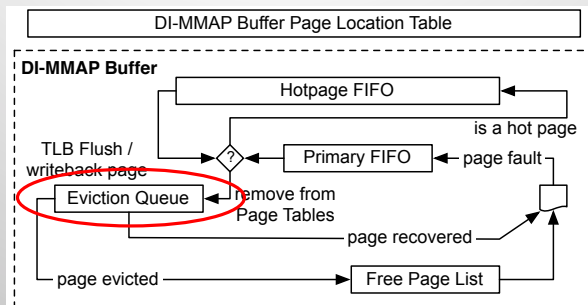 DI-MMAP Buffer Page Location Table
DI-MMAP Buffer
Hotpage FIFO
is a hot page
TLB Flush /
writeback page
?
Primary FIFO
page fault
Eviction Queue
remove from
Page Tables
page recovered
page evicted
Free Page List